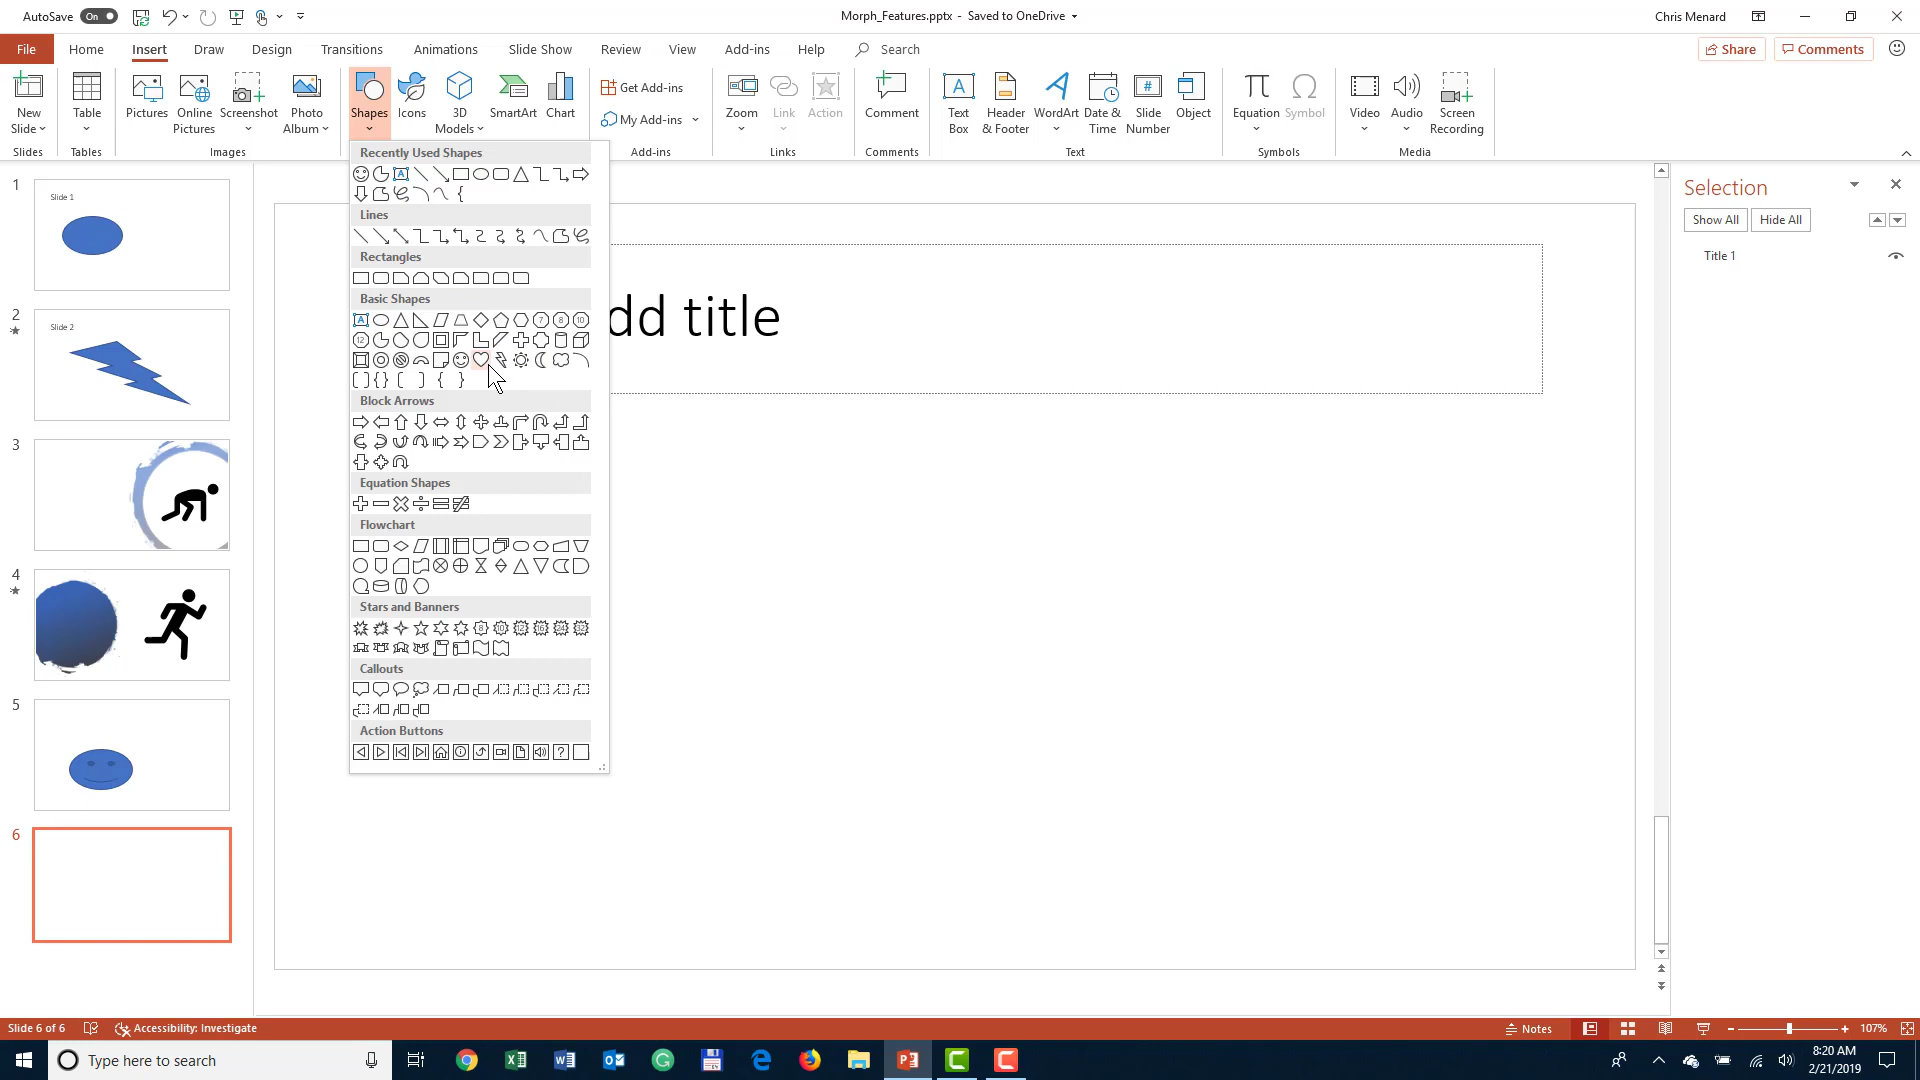 AutoSave On
Morph_Features.pptx - Saved to OneDrive
Chris Menard
File Home Insert Draw Design Transitions Animations Slide Show Review View Add-ins Help Search
Share Comments
New Slide
Table
Pictures
Online Pictures
Screenshot
Photo Album
Shapes
Icons
3D Models
SmartArt
Chart
Get Add-ins
My Add-ins
Zoom
Link
Action
Comment
Text Box
Header & Footer
WordArt
Date & Time
Slide Number
Object
Equation
Symbol
Video
Audio
Screen Recording
Slides Tables Images Add-ins Links Comments Text Symbols Media
Recently Used Shapes
Lines
Rectangles
Basic Shapes
Block Arrows
Equation Shapes
Flowchart
Stars and Banners
Callouts
Action Buttons
1
Slide 1
2
Slide 2
3
4
5
6
dd title
Selection
Show All Hide All
Title 1
Slide 6 of 6 Accessibility: Investigate
Notes
107%
Type here to search
8:20 AM
2/21/2019